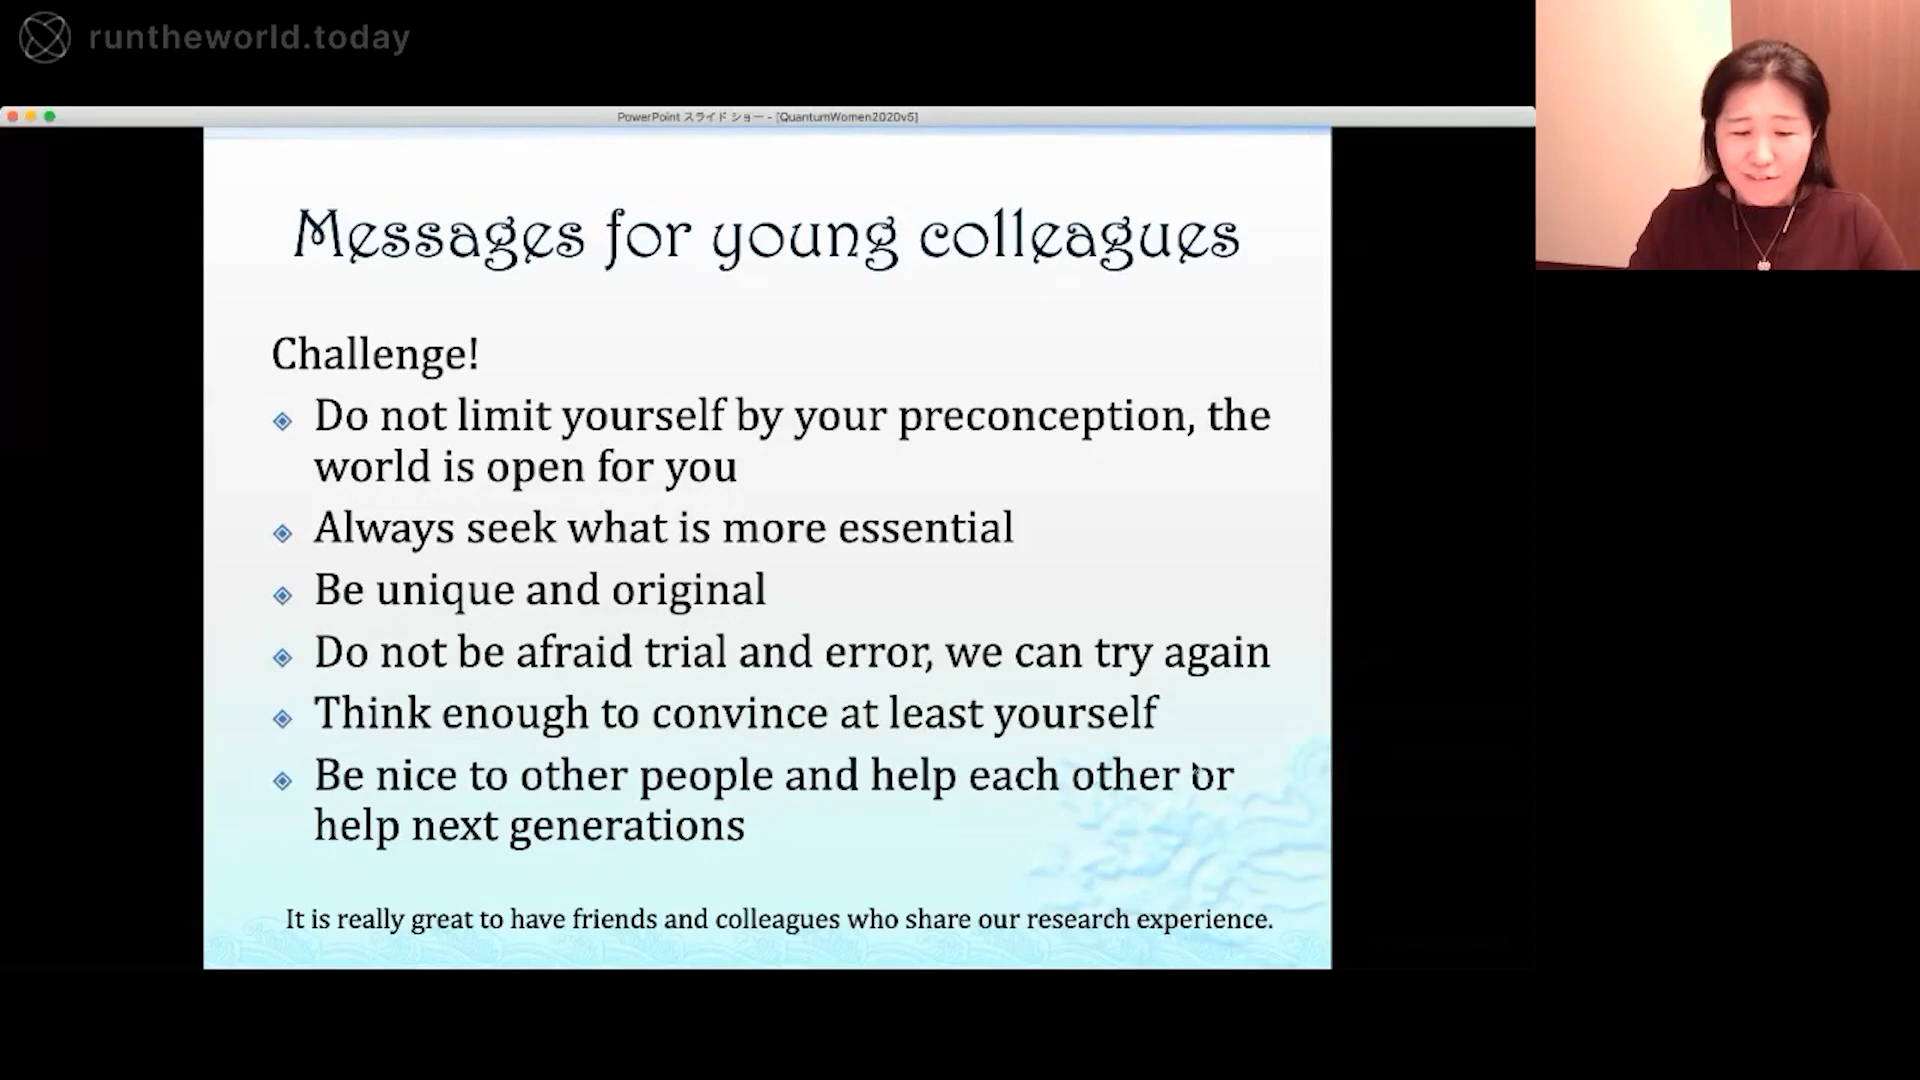 runtheworld.today
PowerPoint スライド ショー - [QuantumWomen2020v5]
Messages for young colleagues
Challenge!
Do not limit yourself by your preconception, the
world is open for you
Always seek what is more essential
Be unique and original
Do not be afraid trial and error, we can try again
Think enough to convince at least yourself
Be nice to other people and help each other or
help next generations
It is really great to have friends and colleagues who share our research experience.